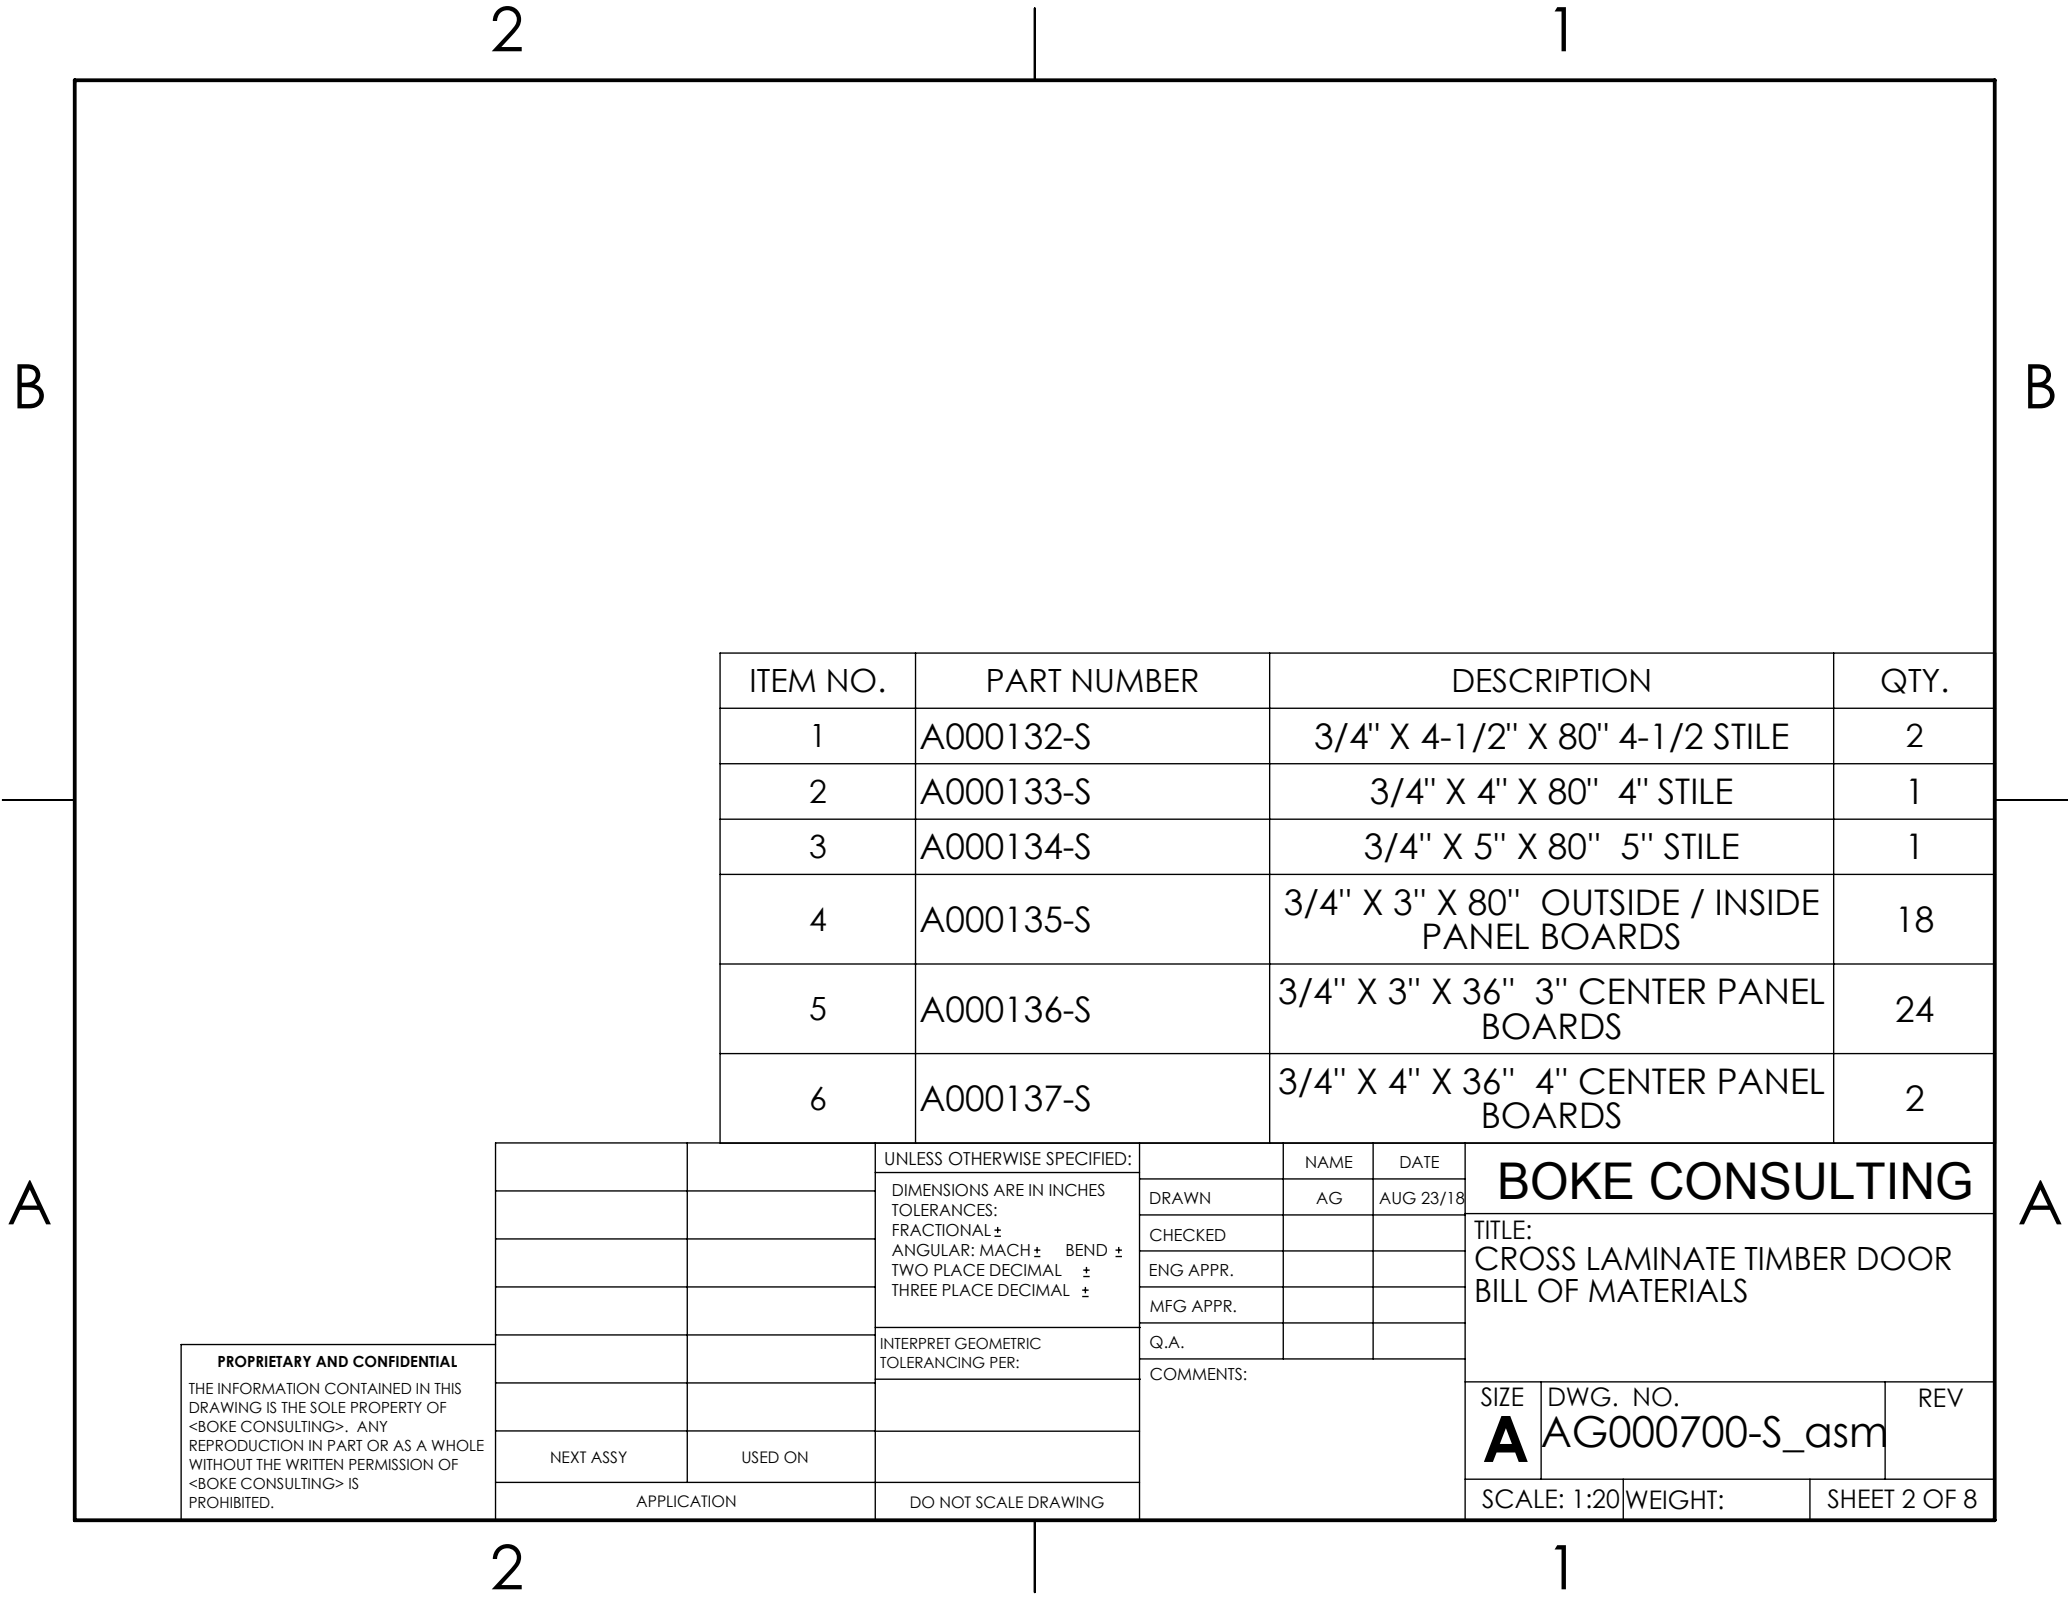 2 1
B B
ITEM NO. PART NUMBER DESCRIPTION QTY.
1 A000132-S 3/4" X 4-1/2" X 80" 4-1/2 STILE 2
2 A000133-S 3/4" X 4" X 80" 4" STILE 1
3 A000134-S 3/4" X 5" X 80" 5" STILE 1
4 A000135-S 3/4" X 3" X 80" OUTSIDE / INSIDE
PANEL BOARDS 18
5 A000136-S 3/4" X 3" X 36" 3" CENTER PANEL
BOARDS 24
6 A000137-S 3/4" X 4" X 36" 4" CENTER PANEL
BOARDS 2
A A
PROPRIETARY AND CONFIDENTIAL
THE INFORMATION CONTAINED IN THIS
DRAWING IS THE SOLE PROPERTY OF
<BOKE CONSULTING>. ANY
REPRODUCTION IN PART OR AS A WHOLE
WITHOUT THE WRITTEN PERMISSION OF
<BOKE CONSULTING> IS
PROHIBITED.
NEXT ASSY USED ON
APPLICATION
UNLESS OTHERWISE SPECIFIED:
DIMENSIONS ARE IN INCHES
TOLERANCES:
FRACTIONAL ±
ANGULAR: MACH ± BEND ±
TWO PLACE DECIMAL ±
THREE PLACE DECIMAL ±
INTERPRET GEOMETRIC
TOLERANCING PER:
DO NOT SCALE DRAWING
NAME DATE
DRAWN AG AUG 23/18
CHECKED
ENG APPR.
MFG APPR.
Q.A.
COMMENTS:
BOKE CONSULTING
TITLE:
CROSS LAMINATE TIMBER DOOR
BILL OF MATERIALS
SIZE DWG. NO. REV
A AG000700-S_asm
SCALE: 1:20 WEIGHT: SHEET 2 OF 8
2 1